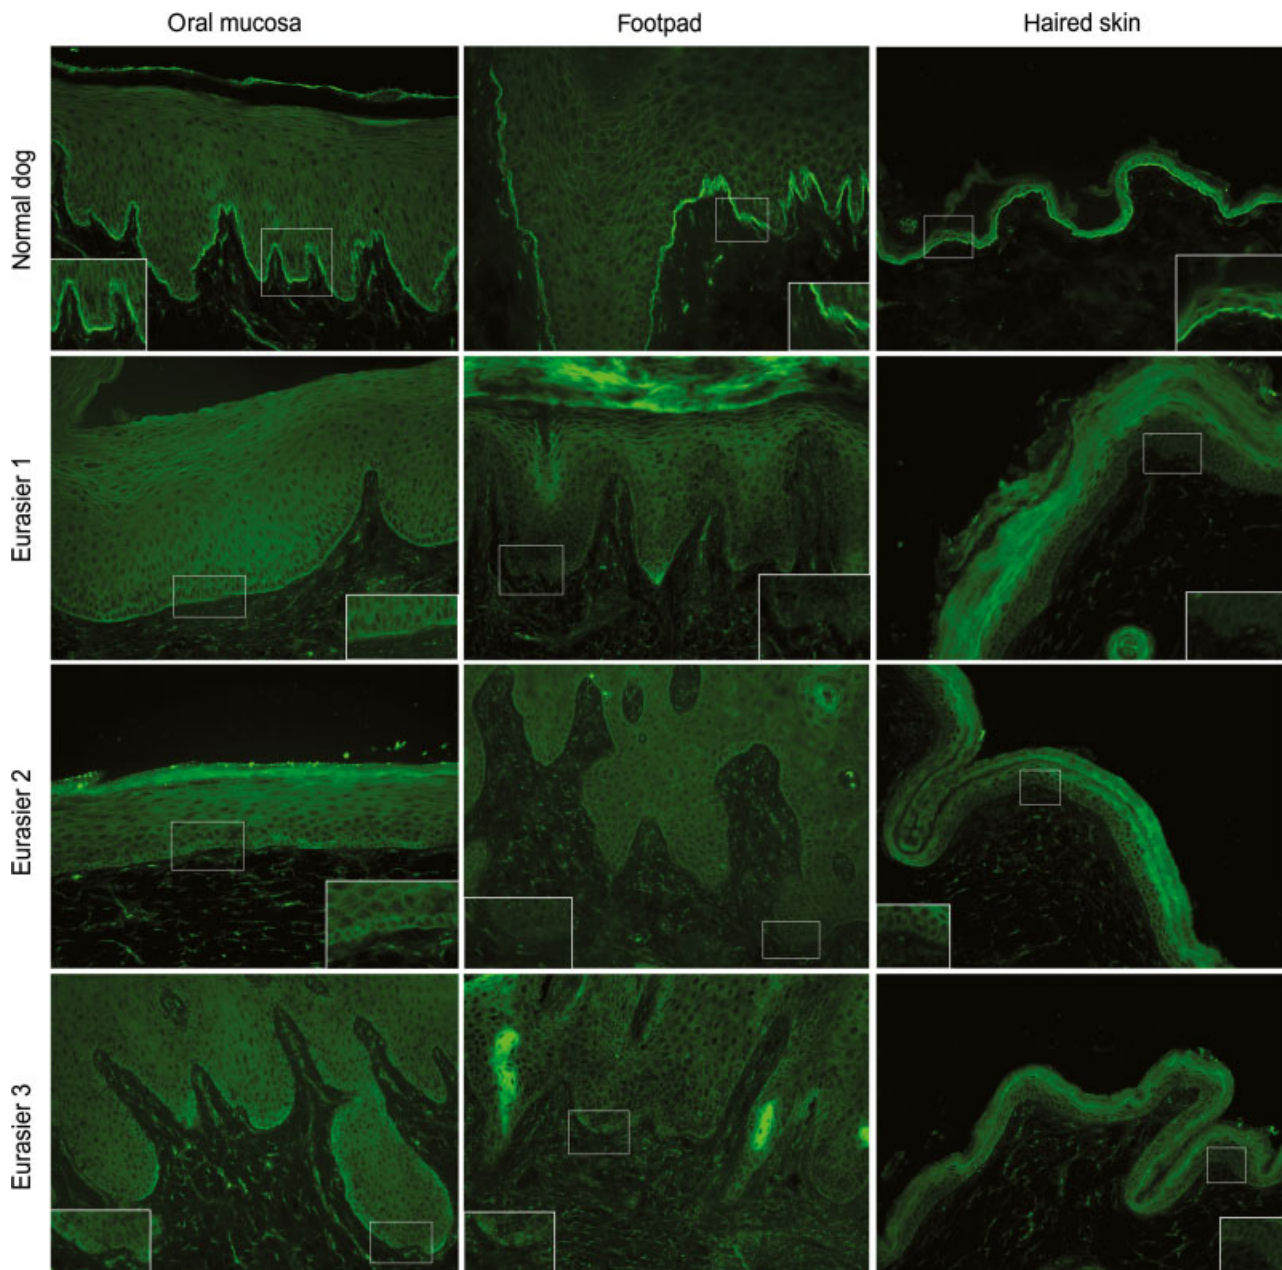 Oral mucosa
Footpad
Haired skin
Normal dog
Eurasier 1
Eurasier 2
Eurasier 3